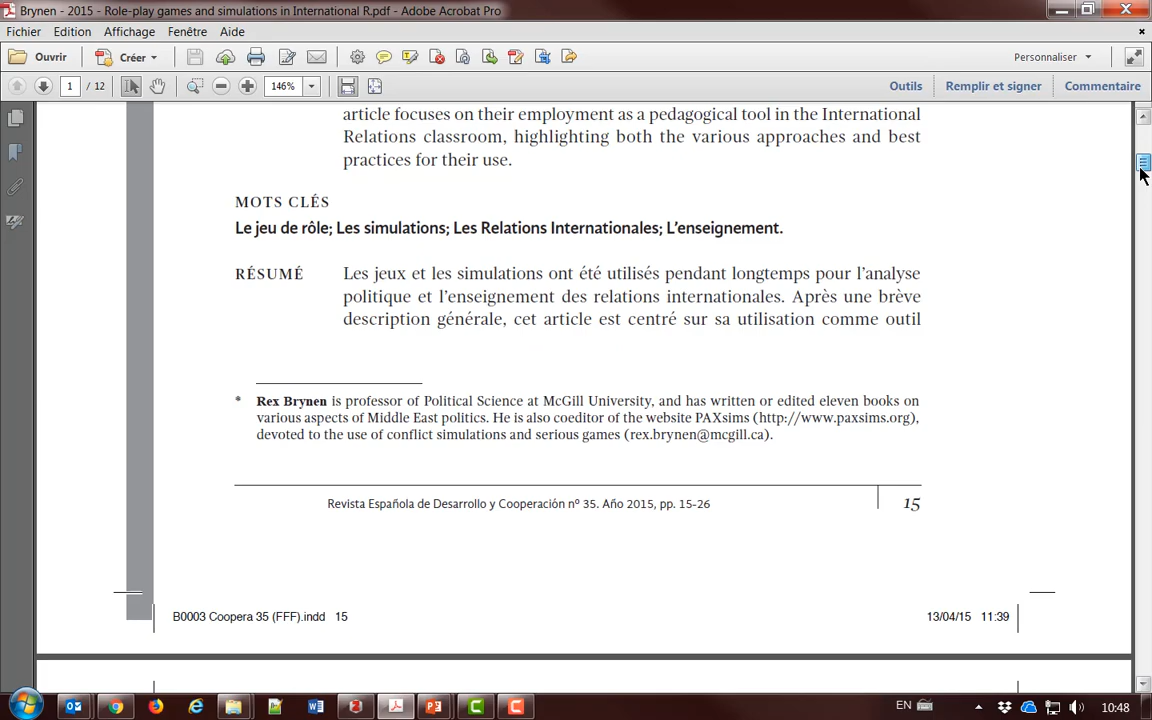 Brynen - 2015 - Role-play games and simulations in International R.pdf - Adobe Acrobat Pro
Fichier Edition Affichage Fenêtre Aide
Ouvrir Créer Personnaliser
1 / 12 146% Outils Remplir et signer Commentaire
article focuses on their employment as a pedagogical tool in the International
Relations classroom, highlighting both the various approaches and best
practices for their use.
MOTS CLÉS
Le jeu de rôle; Les simulations; Les Relations Internationales; L'enseignement.
RÉSUMÉ Les jeux et les simulations ont été utilisés pendant longtemps pour l'analyse
politique et l'enseignement des relations internationales. Après une brève
description générale, cet article est centré sur sa utilisation comme outil
* Rex Brynen is professor of Political Science at McGill University, and has written or edited eleven books on
various aspects of Middle East politics. He is also coeditor of the website PAXsims (http://www.paxsims.org),
devoted to the use of conflict simulations and serious games (rex.brynen@mcgill.ca).
Revista Española de Desarrollo y Cooperación nº 35. Año 2015, pp. 15-26 15
B0003 Coopera 35 (FFF).indd 15 13/04/15 11:39
EN 10:48